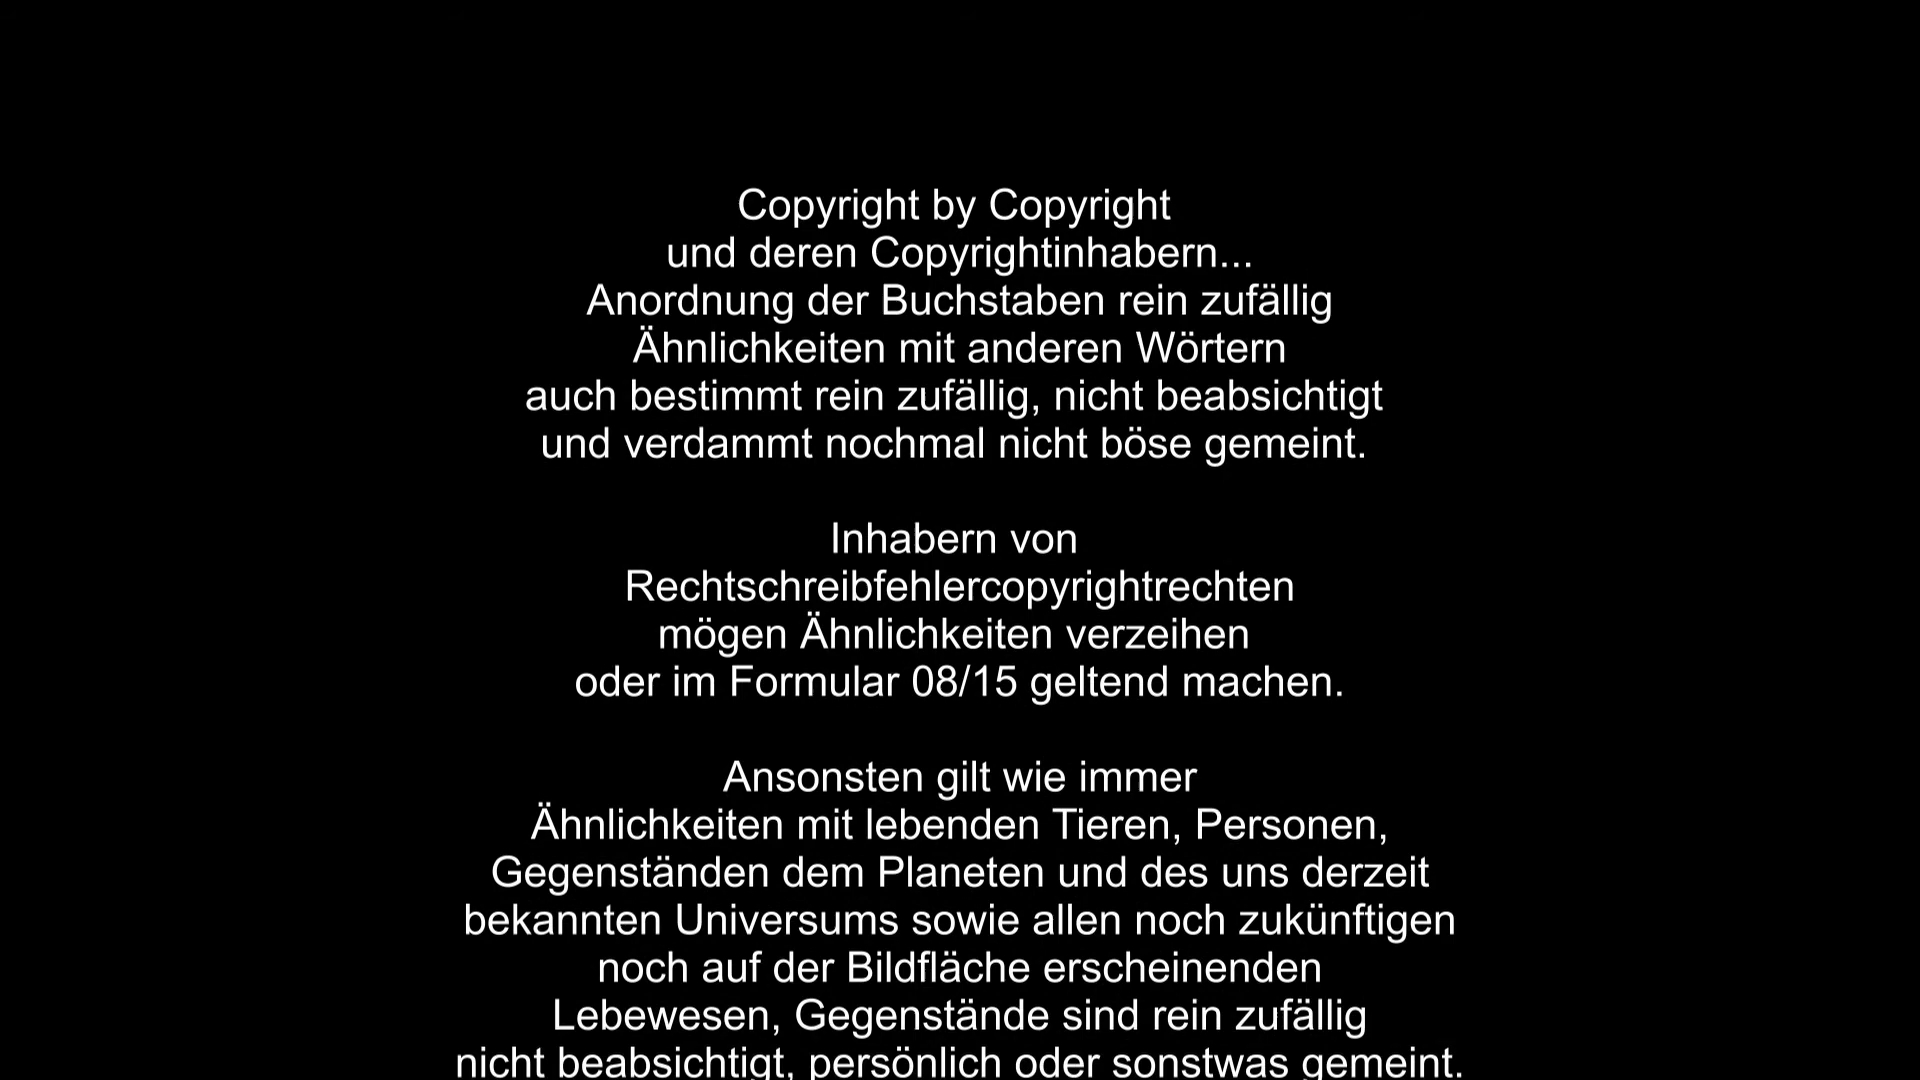 Copyright by Copyright
und deren Copyrightinhabern...
Anordnung der Buchstaben rein zufällig
Ähnlichkeiten mit anderen Wörtern
auch bestimmt rein zufällig, nicht beabsichtigt
und verdammt nochmal nicht böse gemeint.
Inhabern von
Rechtschreibfehlercopyrightrechten
mögen Ähnlichkeiten verzeihen
oder im Formular 08/15 geltend machen.
Ansonsten gilt wie immer
Ähnlichkeiten mit lebenden Tieren, Personen,
Gegenständen dem Planeten und des uns derzeit
bekannten Universums sowie allen noch zukünftigen
noch auf der Bildfläche erscheinenden
Lebewesen, Gegenstände sind rein zufällig
nicht beabsichtigt, persönlich oder sonstwas gemeint.